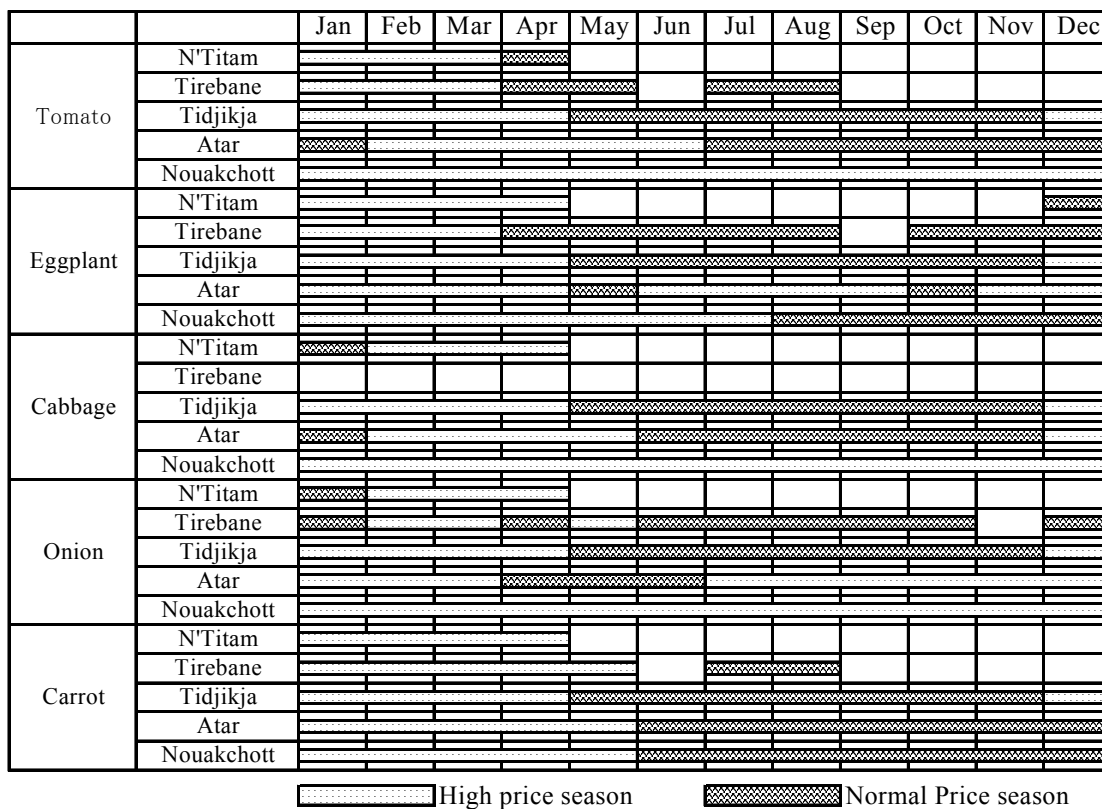 Jan Feb Mar Apr May Jun Jul Aug Sep Oct Nov Dec
Tomato
N'Titam
Tirebane
Tidjikja
Atar
Nouakchott
Eggplant
N'Titam
Tirebane
Tidjikja
Atar
Nouakchott
Cabbage
N'Titam
Tirebane
Tidjikja
Atar
Nouakchott
Onion
N'Titam
Tirebane
Tidjikja
Atar
Nouakchott
Carrot
N'Titam
Tirebane
Tidjikja
Atar
Nouakchott
High price season Normal Price season